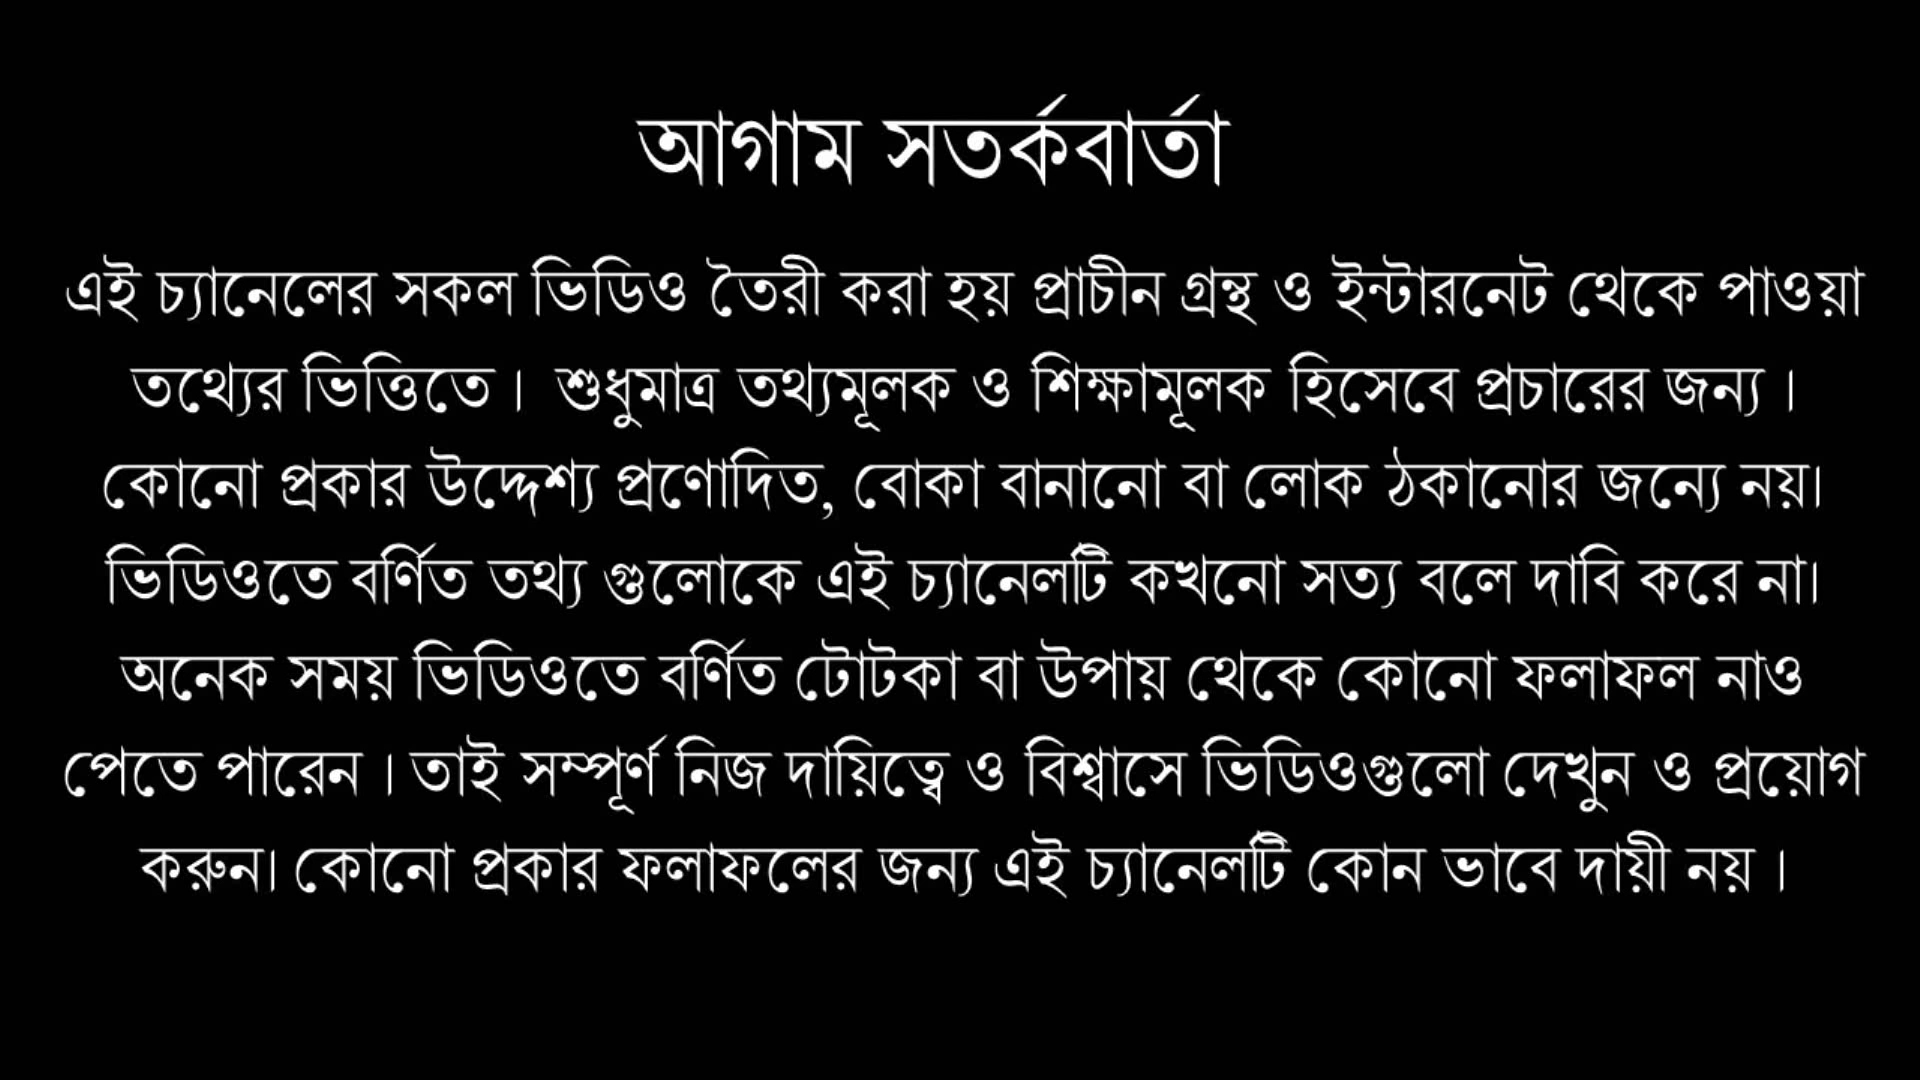 আগাম সতর্কবার্তা
এই চ্যানেলের সকল ভিডিও তৈরী করা হয় প্রাচীন গ্রন্থ ও ইন্টারনেট থেকে পাওয়া
তথ্যের ভিত্তিতে। শুধুমাত্র তথ্যমূলক ও শিক্ষামূলক হিসেবে প্রচারের জন্য।
কোনো প্রকার উদ্দেশ্য প্রণোদিত, বোকা বানানো বা লোক ঠকানোর জন্যে নয়।
ভিডিওতে বর্ণিত তথ্য গুলোকে এই চ্যানেলটি কখনো সত্য বলে দাবি করে না।
অনেক সময় ভিডিওতে বর্ণিত টোটকা বা উপায় থেকে কোনো ফলাফল নাও
পেতে পারেন । তাই সম্পূর্ণ নিজ দায়িত্বে ও বিশ্বাসে ভিডিওগুলো দেখুন ও প্রয়োগ
করুন। কোনো প্রকার ফলাফলের জন্য এই চ্যানেলটি কোন ভাবে দায়ী নয় ।